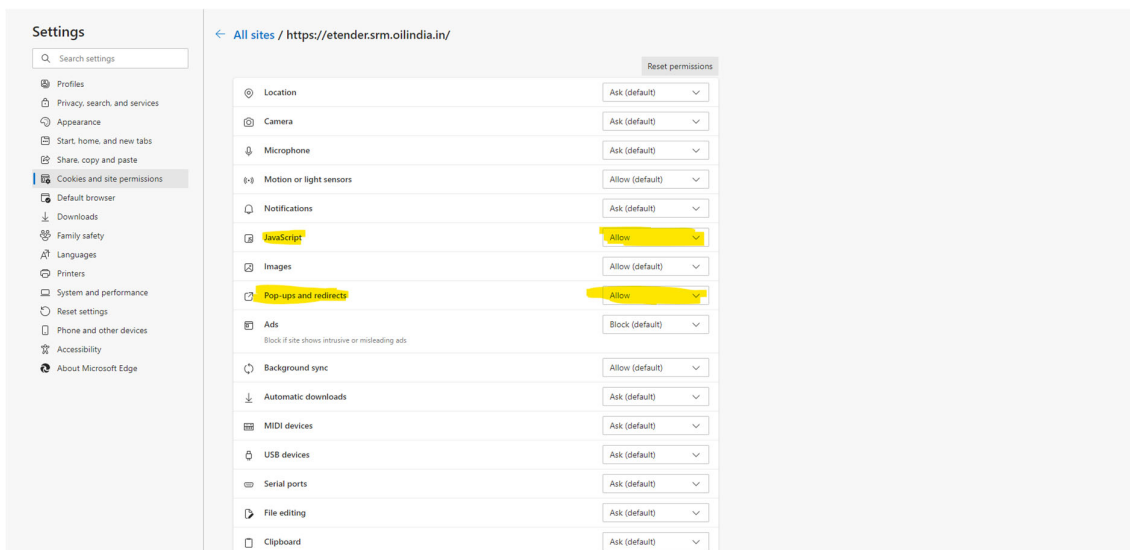 Settings
Search settings
Profiles
Privacy, search, and services
Appearance
Start, home, and new tabs
Share, copy and paste
Cookies and site permissions
Default browser
Downloads
Family safety
Languages
Printers
System and performance
Reset settings
Phone and other devices
Accessibility
About Microsoft Edge
All sites / https://etender.srm.oilindia.in/
Reset permissions
Location Ask (default)
Camera Ask (default)
Microphone Ask (default)
Motion or light sensors Allow (default)
Notifications Ask (default)
JavaScript Allow
Images Allow (default)
Pop-ups and redirects Allow
Ads Block (default)
Block if site shows intrusive or misleading ads
Background sync Allow (default)
Automatic downloads Ask (default)
MIDI devices Ask (default)
USB devices Ask (default)
Serial ports Ask (default)
File editing Ask (default)
Clipboard Ask (default)